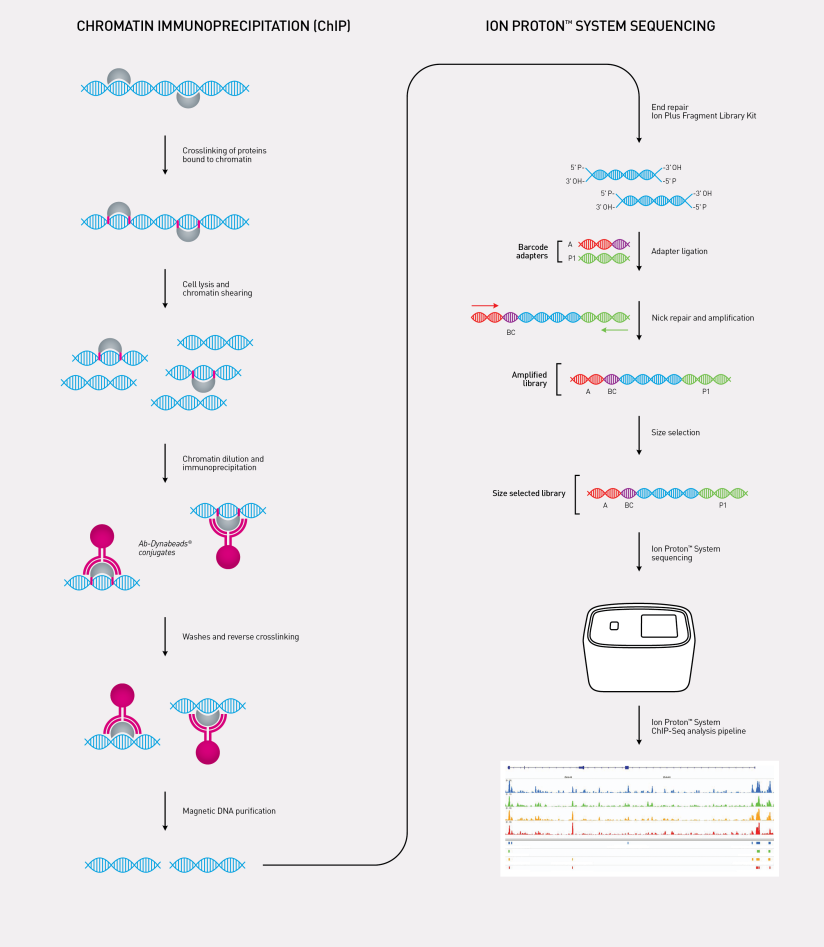 CHROMATIN IMMUNOPRECIPITATION (ChIP)
Crosslinking of proteins
bound to chromatin
Cell lysis and
chromatin shearing
Chromatin dilution and
immunoprecipitation
Ab-Dynabeads®
conjugates
Washes and reverse crosslinking
Magnetic DNA purification
ION PROTON™ SYSTEM SEQUENCING
End repair
Ion Plus Fragment Library Kit
5' P
3' OH
3' OH
5' P
5' P
3' OH
3' OH
5' P
Barcode
adapters
A
P1
Adapter ligation
Nick repair and amplification
BC
Amplified
library
A
BC
P1
Size selection
Size selected library
A
BC
P1
Ion Proton™ System
sequencing
Ion Proton™ System
ChIP-Seq analysis pipeline